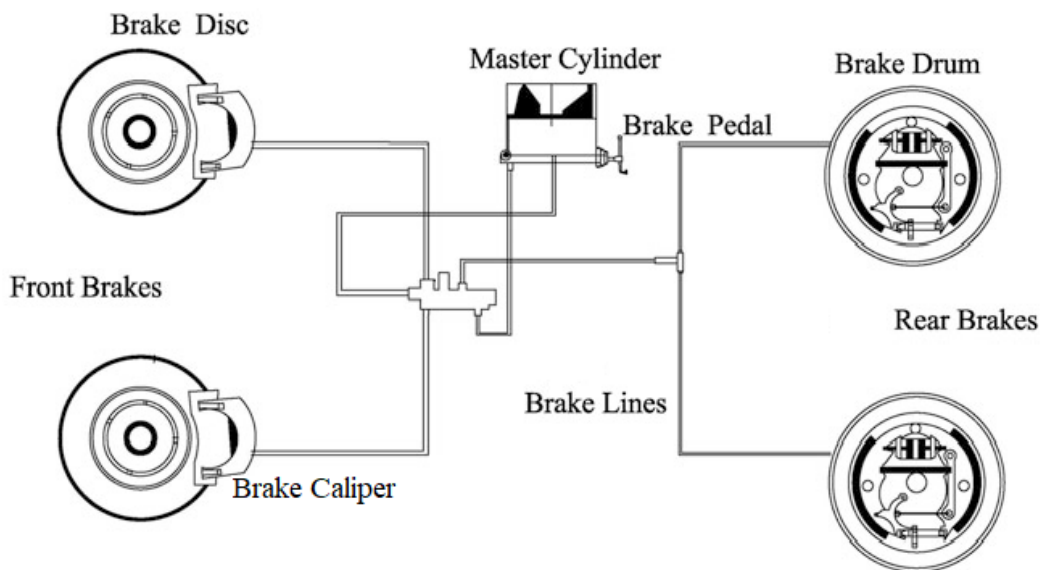 Brake Disc
Master Cylinder
Brake Drum
Brake Pedal
Front Brakes
Rear Brakes
Brake Lines
Brake Caliper